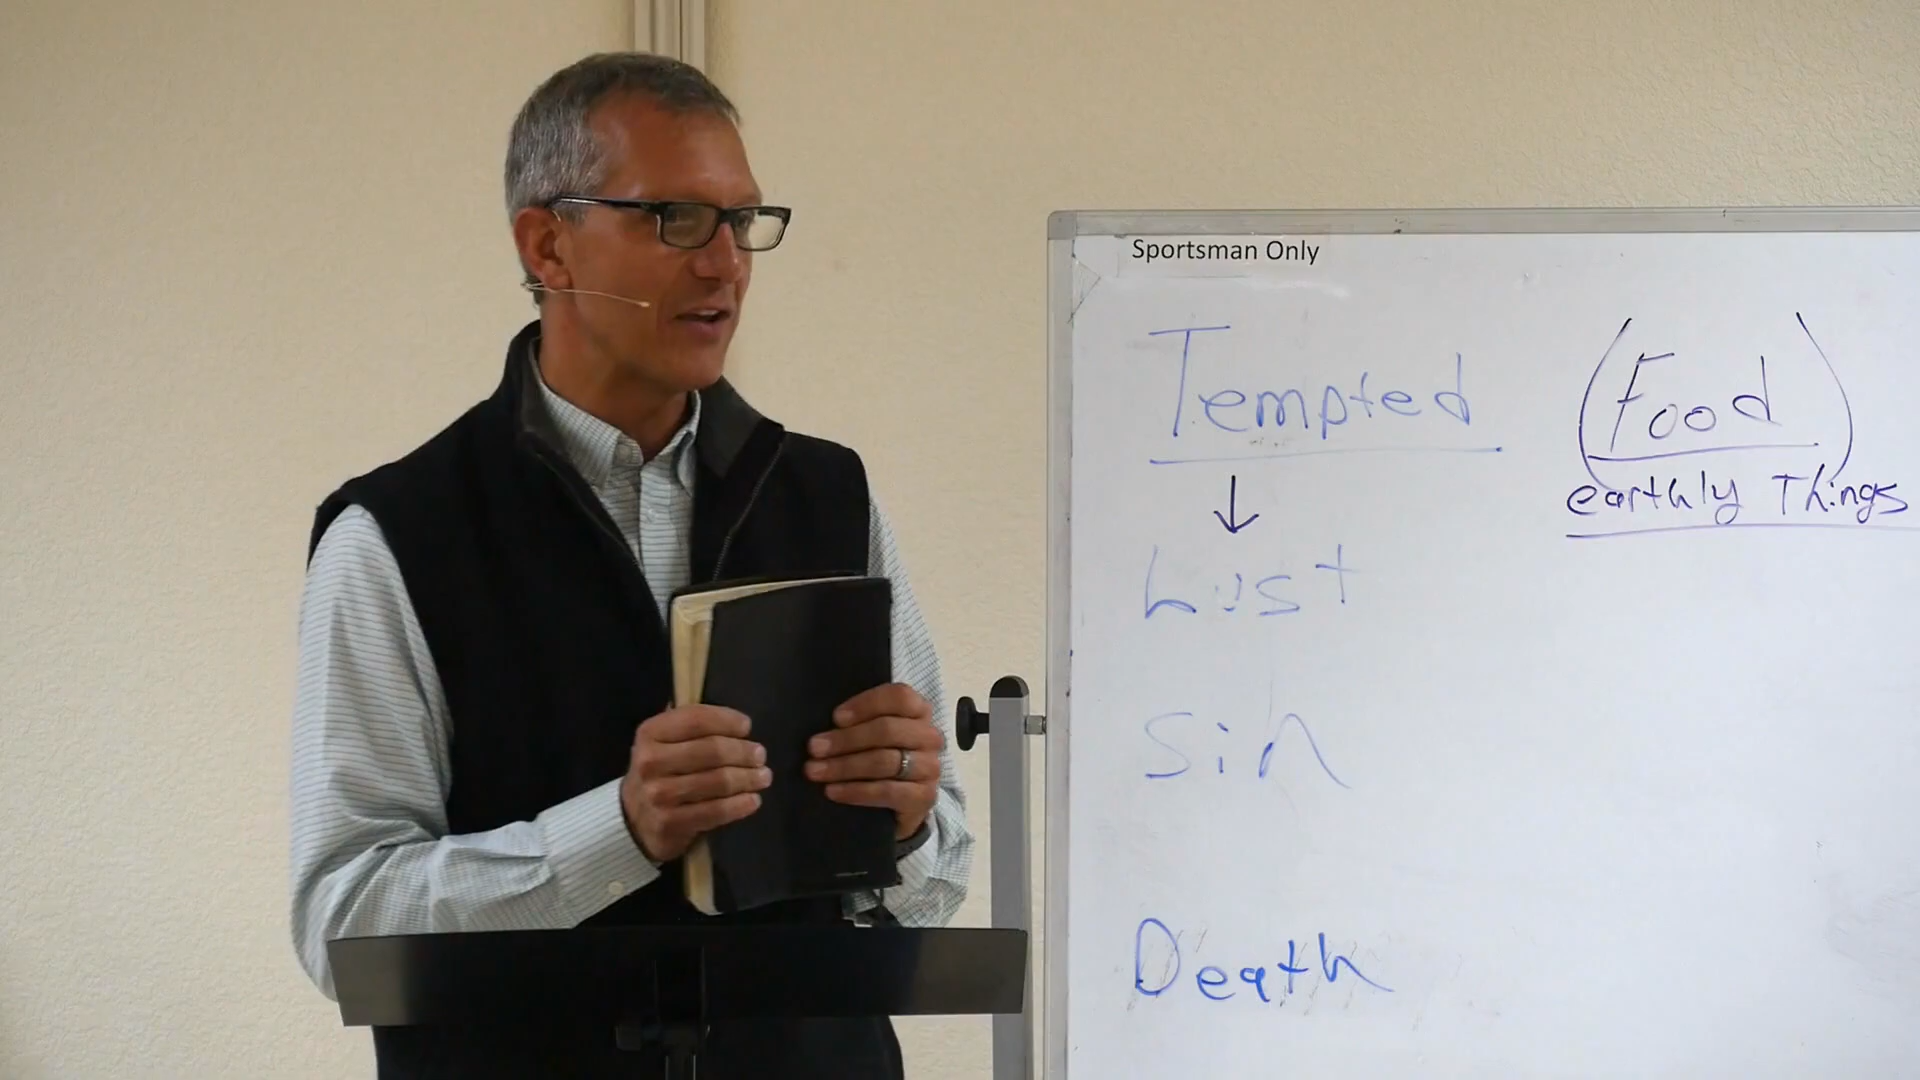 Sportsman Only
Tempted (Food)
earthly Things
Lust
Sin
Death